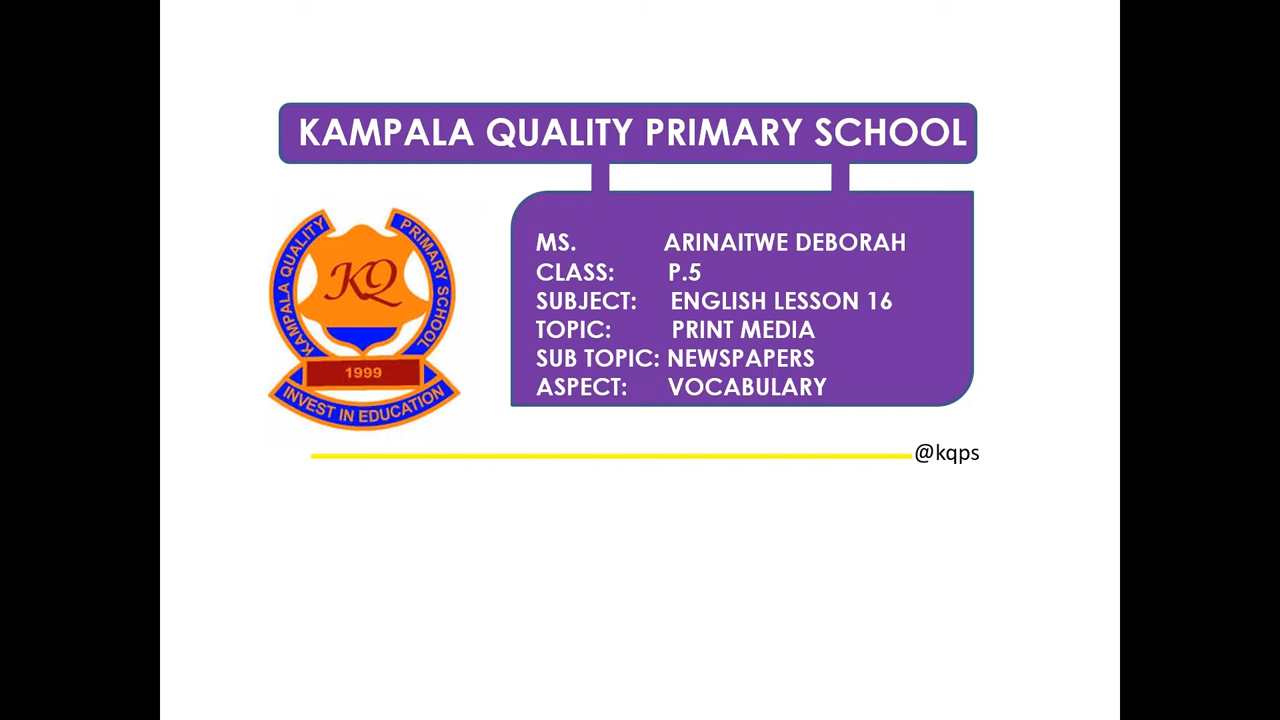 KAMPALA QUALITY PRIMARY SCHOOL
KAMPALA QUALITY PRIMARY SCHOOL
KQ
1999
INVEST IN EDUCATION
MS. ARINAITWE DEBORAH
CLASS: P.5
SUBJECT: ENGLISH LESSON 16
TOPIC: PRINT MEDIA
SUB TOPIC: NEWSPAPERS
ASPECT: VOCABULARY
@kqps